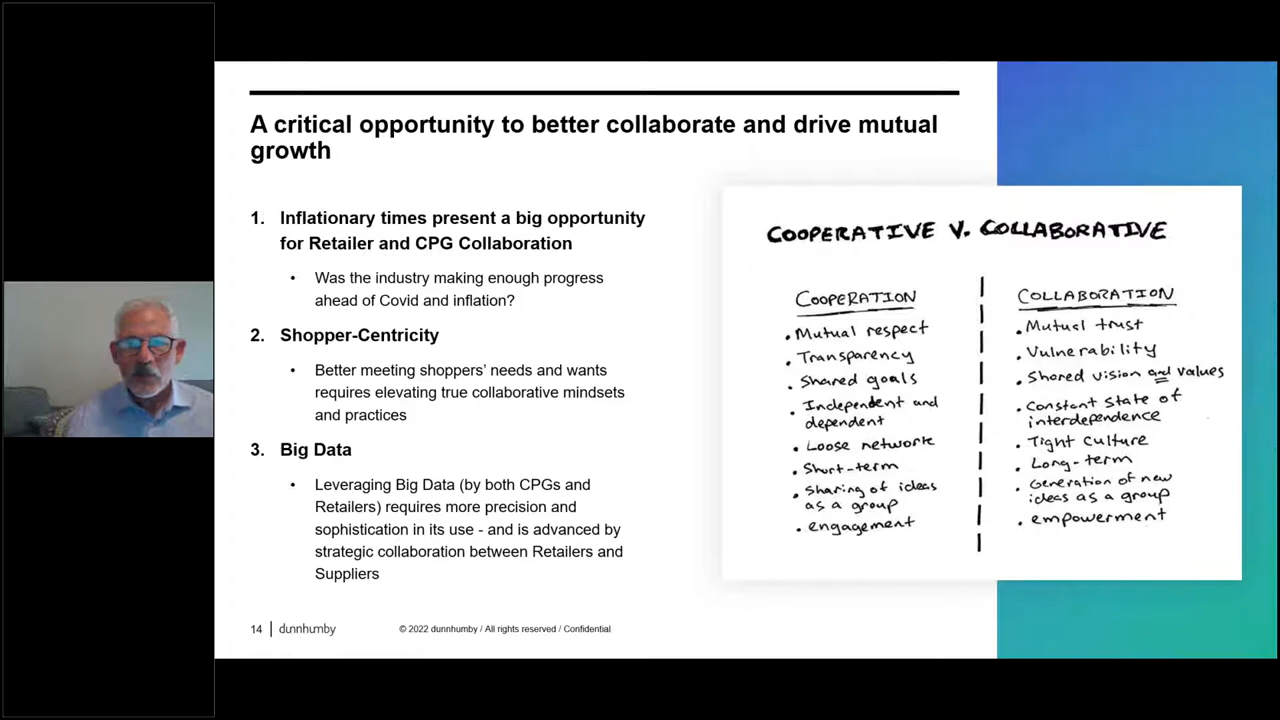 A critical opportunity to better collaborate and drive mutual
growth
1. Inflationary times present a big opportunity
for Retailer and CPG Collaboration
• Was the industry making enough progress
ahead of Covid and inflation?
2. Shopper-Centricity
• Better meeting shoppers' needs and wants
requires elevating true collaborative mindsets
and practices
3. Big Data
• Leveraging Big Data (by both CPGs and
Retailers) requires more precision and
sophistication in its use - and is advanced by
strategic collaboration between Retailers and
Suppliers
COOPERATIVE V. COLLABORATIVE
COOPERATION
• Mutual respect
• Transparency
• Shared goals
• Independent and
dependent
• Loose network
• Short-term
• Sharing of ideas
as a group
• engagement
COLLABORATION
• Mutual trust
• Vulnerability
• Shared vision and values
• Constant state of
interdependence
• Tight culture
• Long-term
• Generation of new
ideas as a group
• empowerment
14 | dunnhumby © 2022 dunnhumby / All rights reserved / Confidential